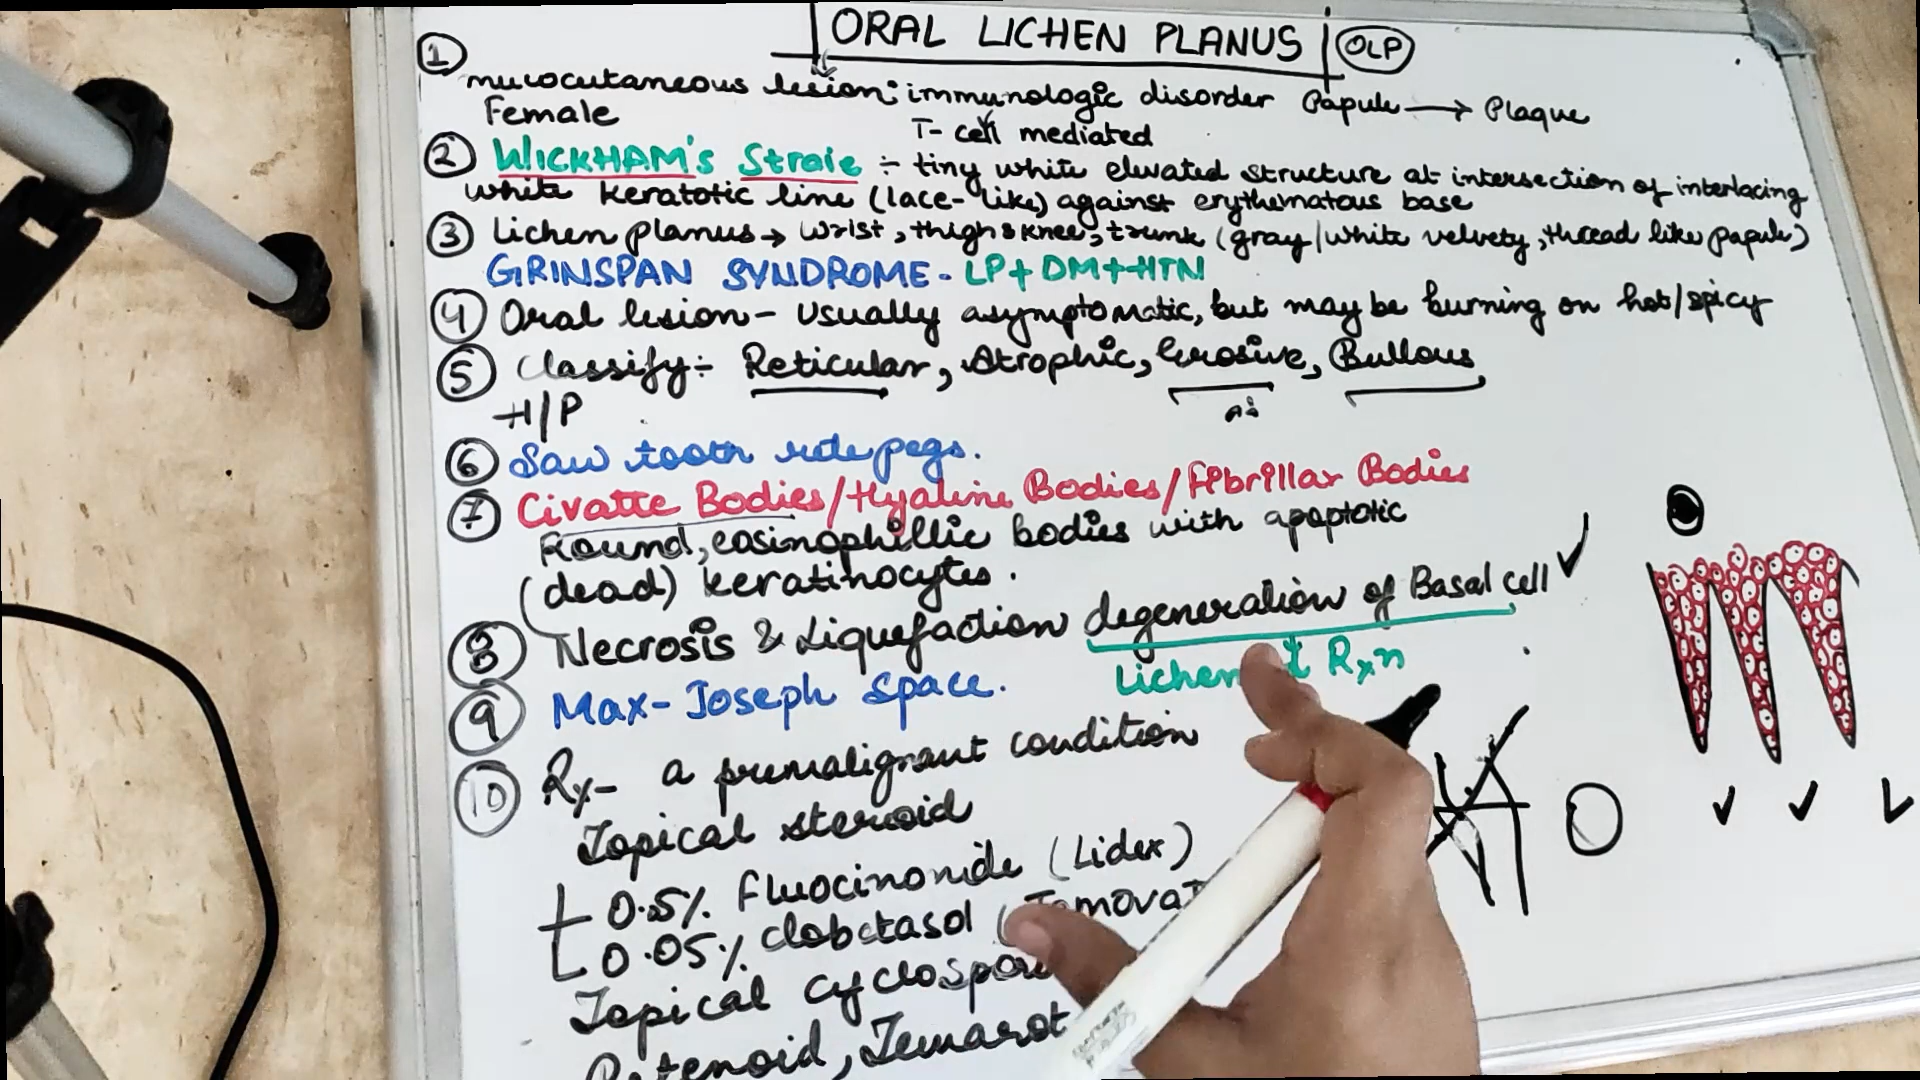 ORAL LICHEN PLANUS OLP
1 mucocutaneous lesion: immunologic disorder Papule → Plaque
Female T-cell mediated
2 WICKHAM's Straie ÷ tiny white elevated structure at intersection of interlacing
white keratotic line (lace-like) against erythematous base
3 Lichen planus → wrist, thigh & knee, trunk (gray/white velvety, thread like papule)
GRINSPAN SYNDROME - LP+DM+HTN
4 Oral lesion - usually asymptomatic, but may be burning on hot/spicy
5 Classify ÷ Reticular, Atrophic, Erosive, Bullous
H/P
6 Saw tooth rete pegs.
7 Civatte Bodies/Hyaline Bodies/Fibrillar Bodies
Round, eosinophillic bodies with apoptotic
(dead) keratinocytes.
8 Necrosis & Liquefaction degeneration of Basal cell ✓
9 Max-Joseph space. Rxn
10 Rx- a premalignant condition
Topical steroid
0.5% Fluocinonide (Lidex)
0.05% clobetasol
Topical